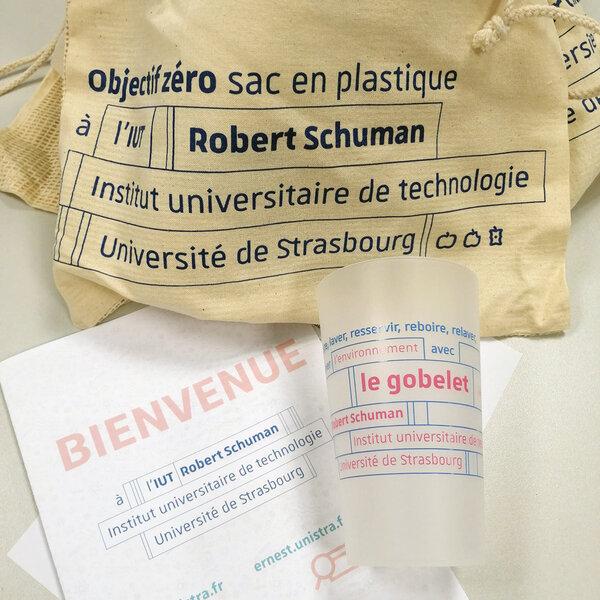 Objectif zéro sac en plastique
à l'IUT Robert Schuman
Institut universitaire de technologie
Université de Strasbourg
laver, resservir, reboire, relaver
l'environnement avec
le gobelet
Robert Schuman
Institut universitaire de
Université de Strasbourg
BIENVENUE
à l'IUT Robert Schuman
Institut universitaire de technologie
Université de Strasbourg
ernest.unistra.f
nistra.fr